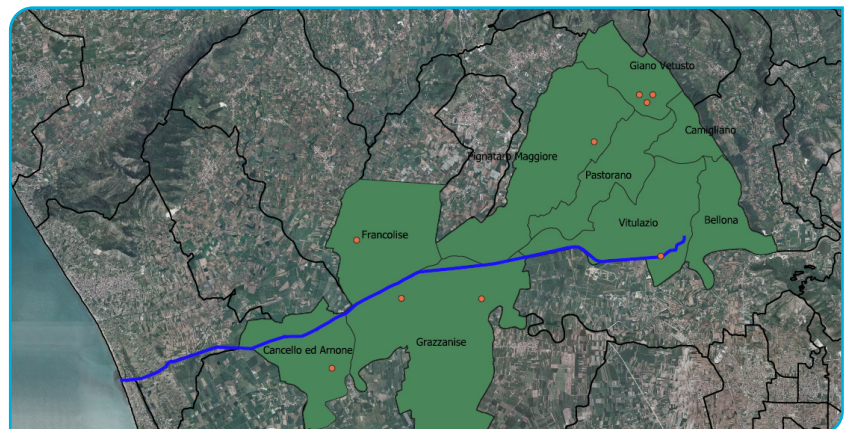 Giano Vetusto
Camigliano
Pignataro Maggiore
Pastorano
Vitulazio
Bellona
Francolise
Grazzanise
Cancello ed Arnone